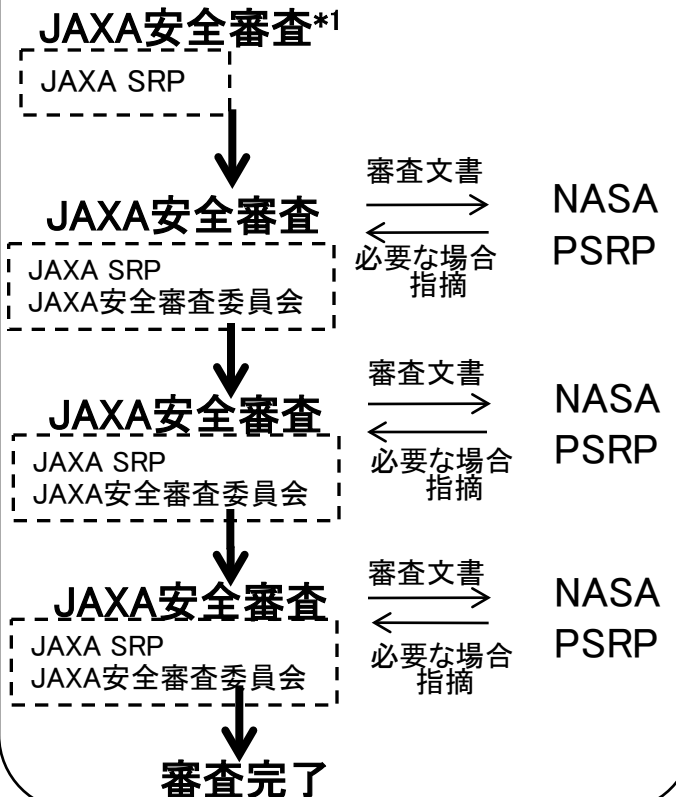 JAXA安全審査*1
JAXA SRP
JAXA安全審査
JAXA SRP
JAXA安全審査委員会
審査文書
必要な場合
指摘
NASA
PSRP
JAXA安全審査
JAXA SRP
JAXA安全審査委員会
審査文書
必要な場合
指摘
NASA
PSRP
JAXA安全審査
JAXA SRP
JAXA安全審査委員会
審査文書
必要な場合
指摘
NASA
PSRP
審査完了